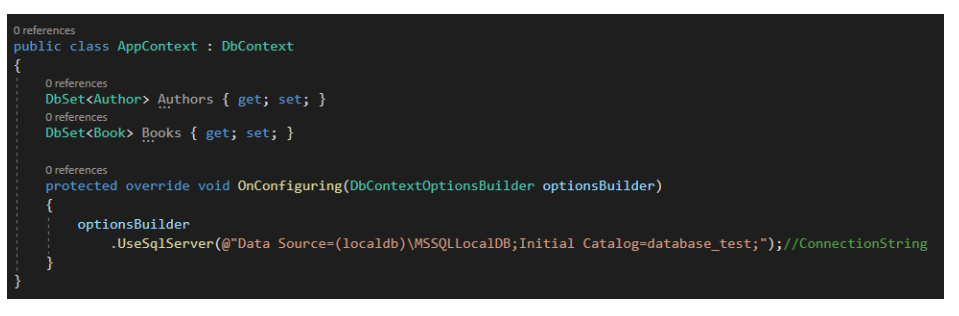 0 references
public class AppContext : DbContext
{
0 references
DbSet<Author> Authors { get; set; }
0 references
DbSet<Book> Books { get; set; }
0 references
protected override void OnConfiguring(DbContextOptionsBuilder optionsBuilder)
{
optionsBuilder
.UseSqlServer(@"Data Source=(localdb)\MSSQLLocalDB;Initial Catalog=database_test;");//ConnectionString
}
}